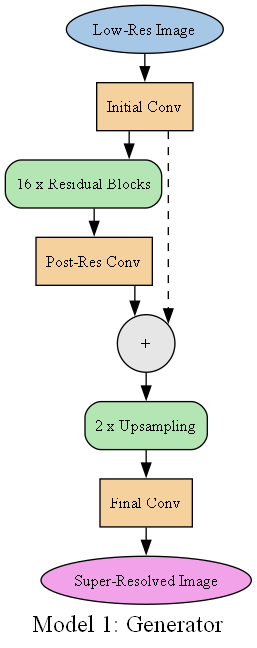 Low-Res Image
Initial Conv
16 x Residual Blocks
Post-Res Conv
+
2 x Upsampling
Final Conv
Super-Resolved Image
Model 1: Generator